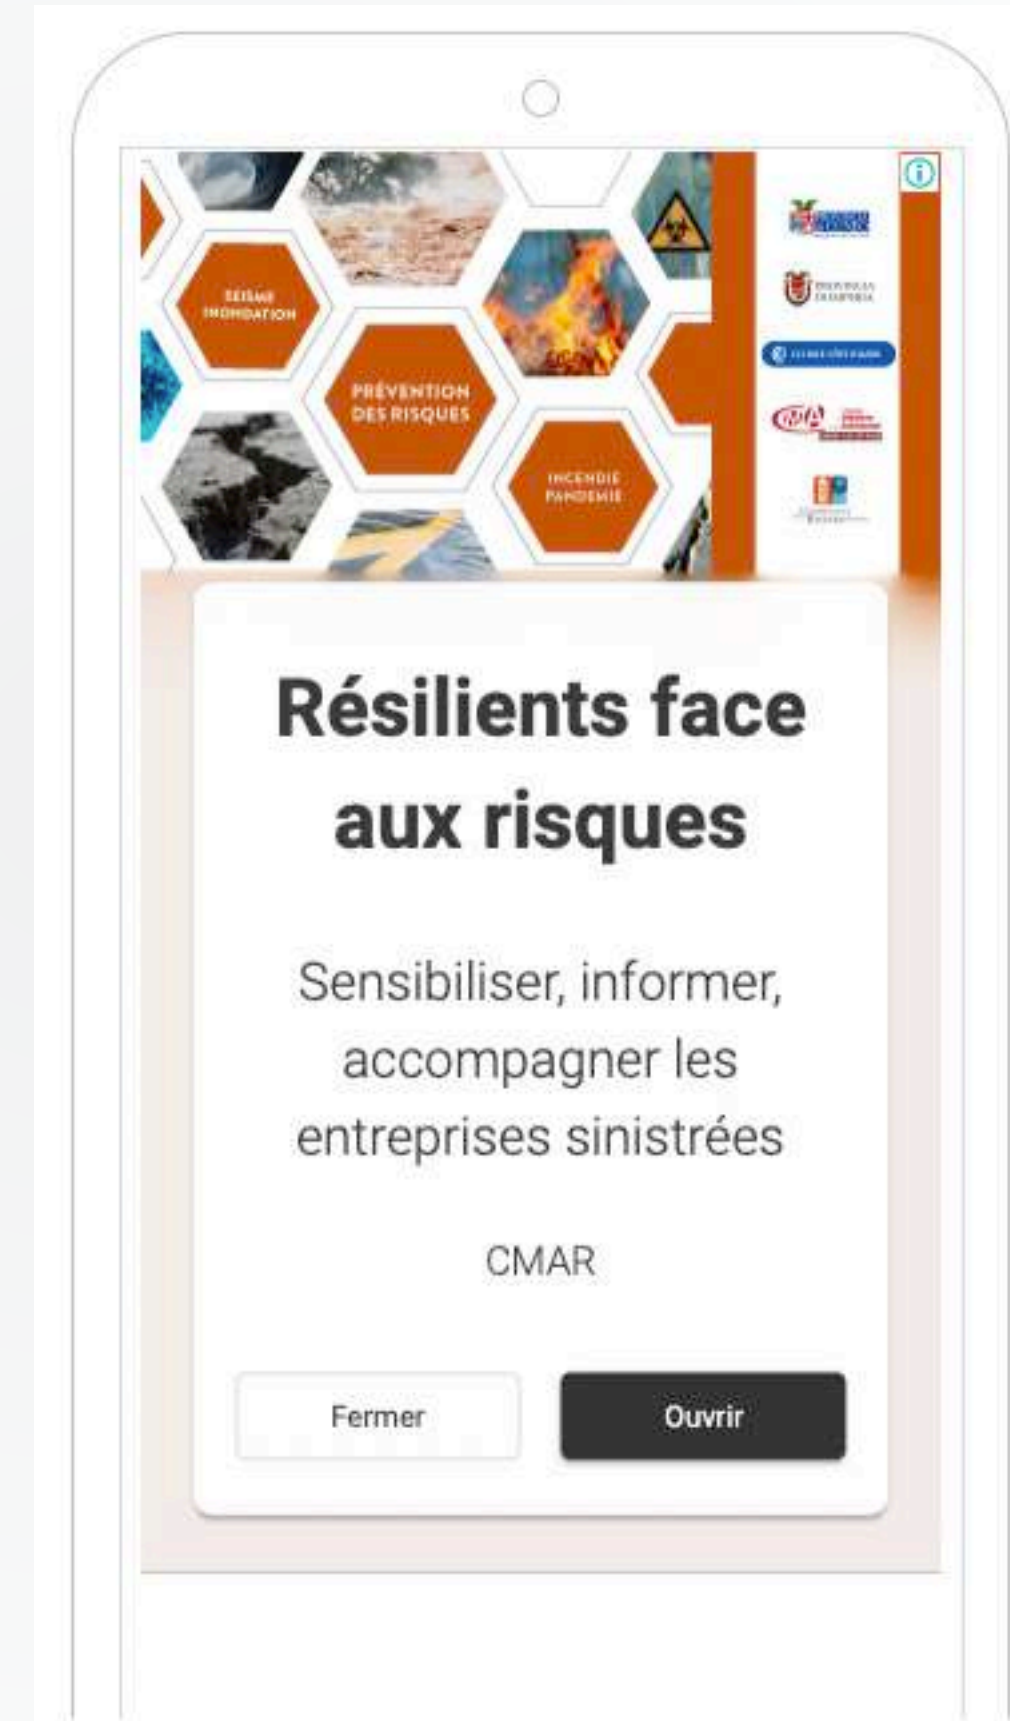 SEISME
INONDATION
PRÉVENTION
DES RISQUES
INCENDIE
PANDEMIE
CMA
Résilients face
aux risques
Sensibiliser, informer,
accompagner les
entreprises sinistrées
CMAR
Fermer
Ouvrir